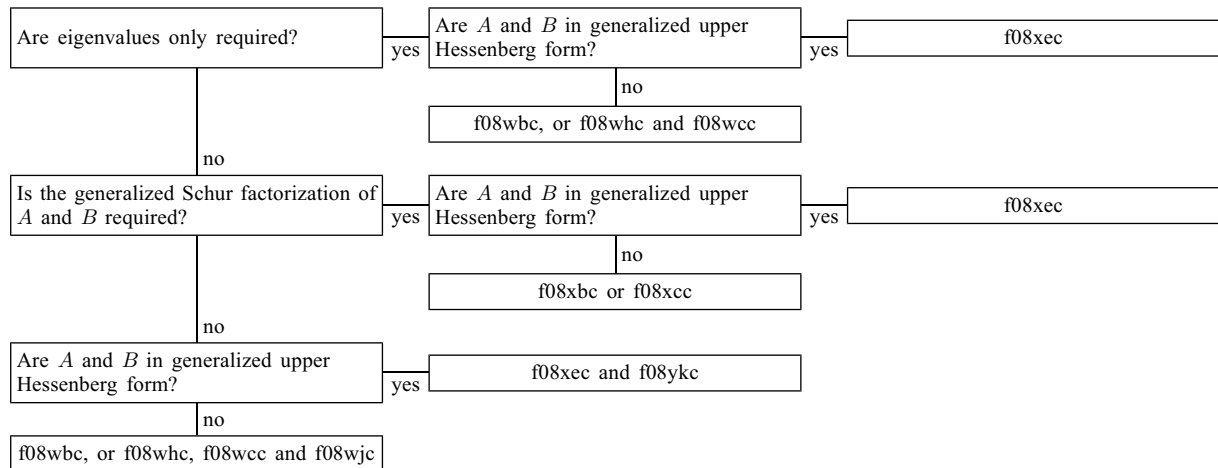 Are eigenvalues only required?
yes
Are A and B in generalized upper
Hessenberg form?
yes
f08xec
no
f08wbc, or f08whc and f08wcc
no
Is the generalized Schur factorization of
A and B required?
yes
Are A and B in generalized upper
Hessenberg form?
yes
f08xec
no
f08xbc or f08xcc
no
Are A and B in generalized upper
Hessenberg form?
yes
f08xec and f08ykc
no
f08wbc, or f08whc, f08wcc and f08wjc